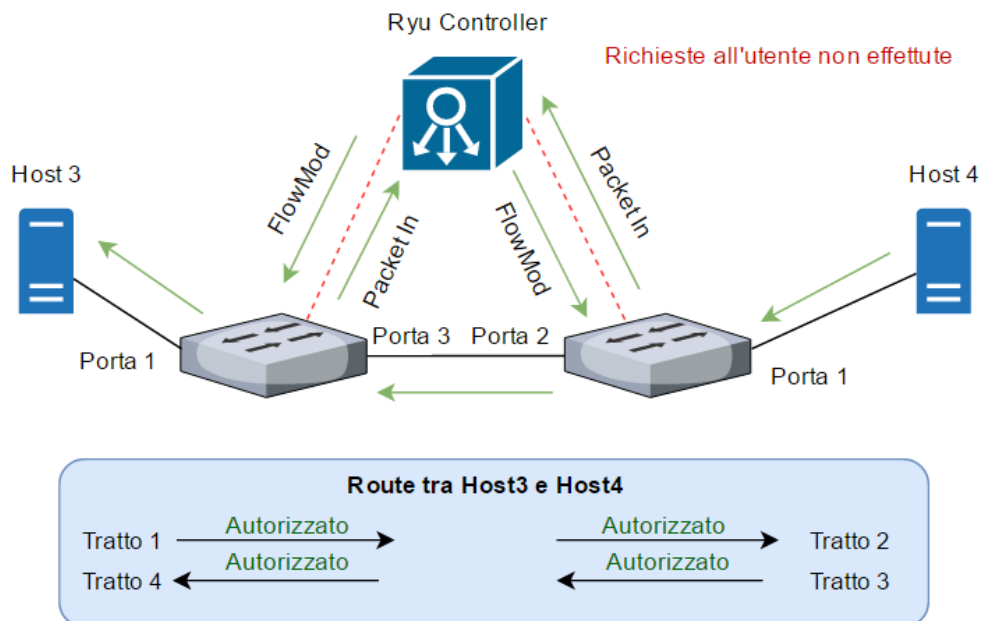 Ryu Controller
Richieste all'utente non effettute
Host 3
Host 4
FlowMod
Packet In
FlowMod
Packet In
Porta 1
Porta 3
Porta 2
Porta 1
Route tra Host3 e Host4
Tratto 1
Autorizzato
Autorizzato
Tratto 2
Tratto 4
Autorizzato
Autorizzato
Tratto 3